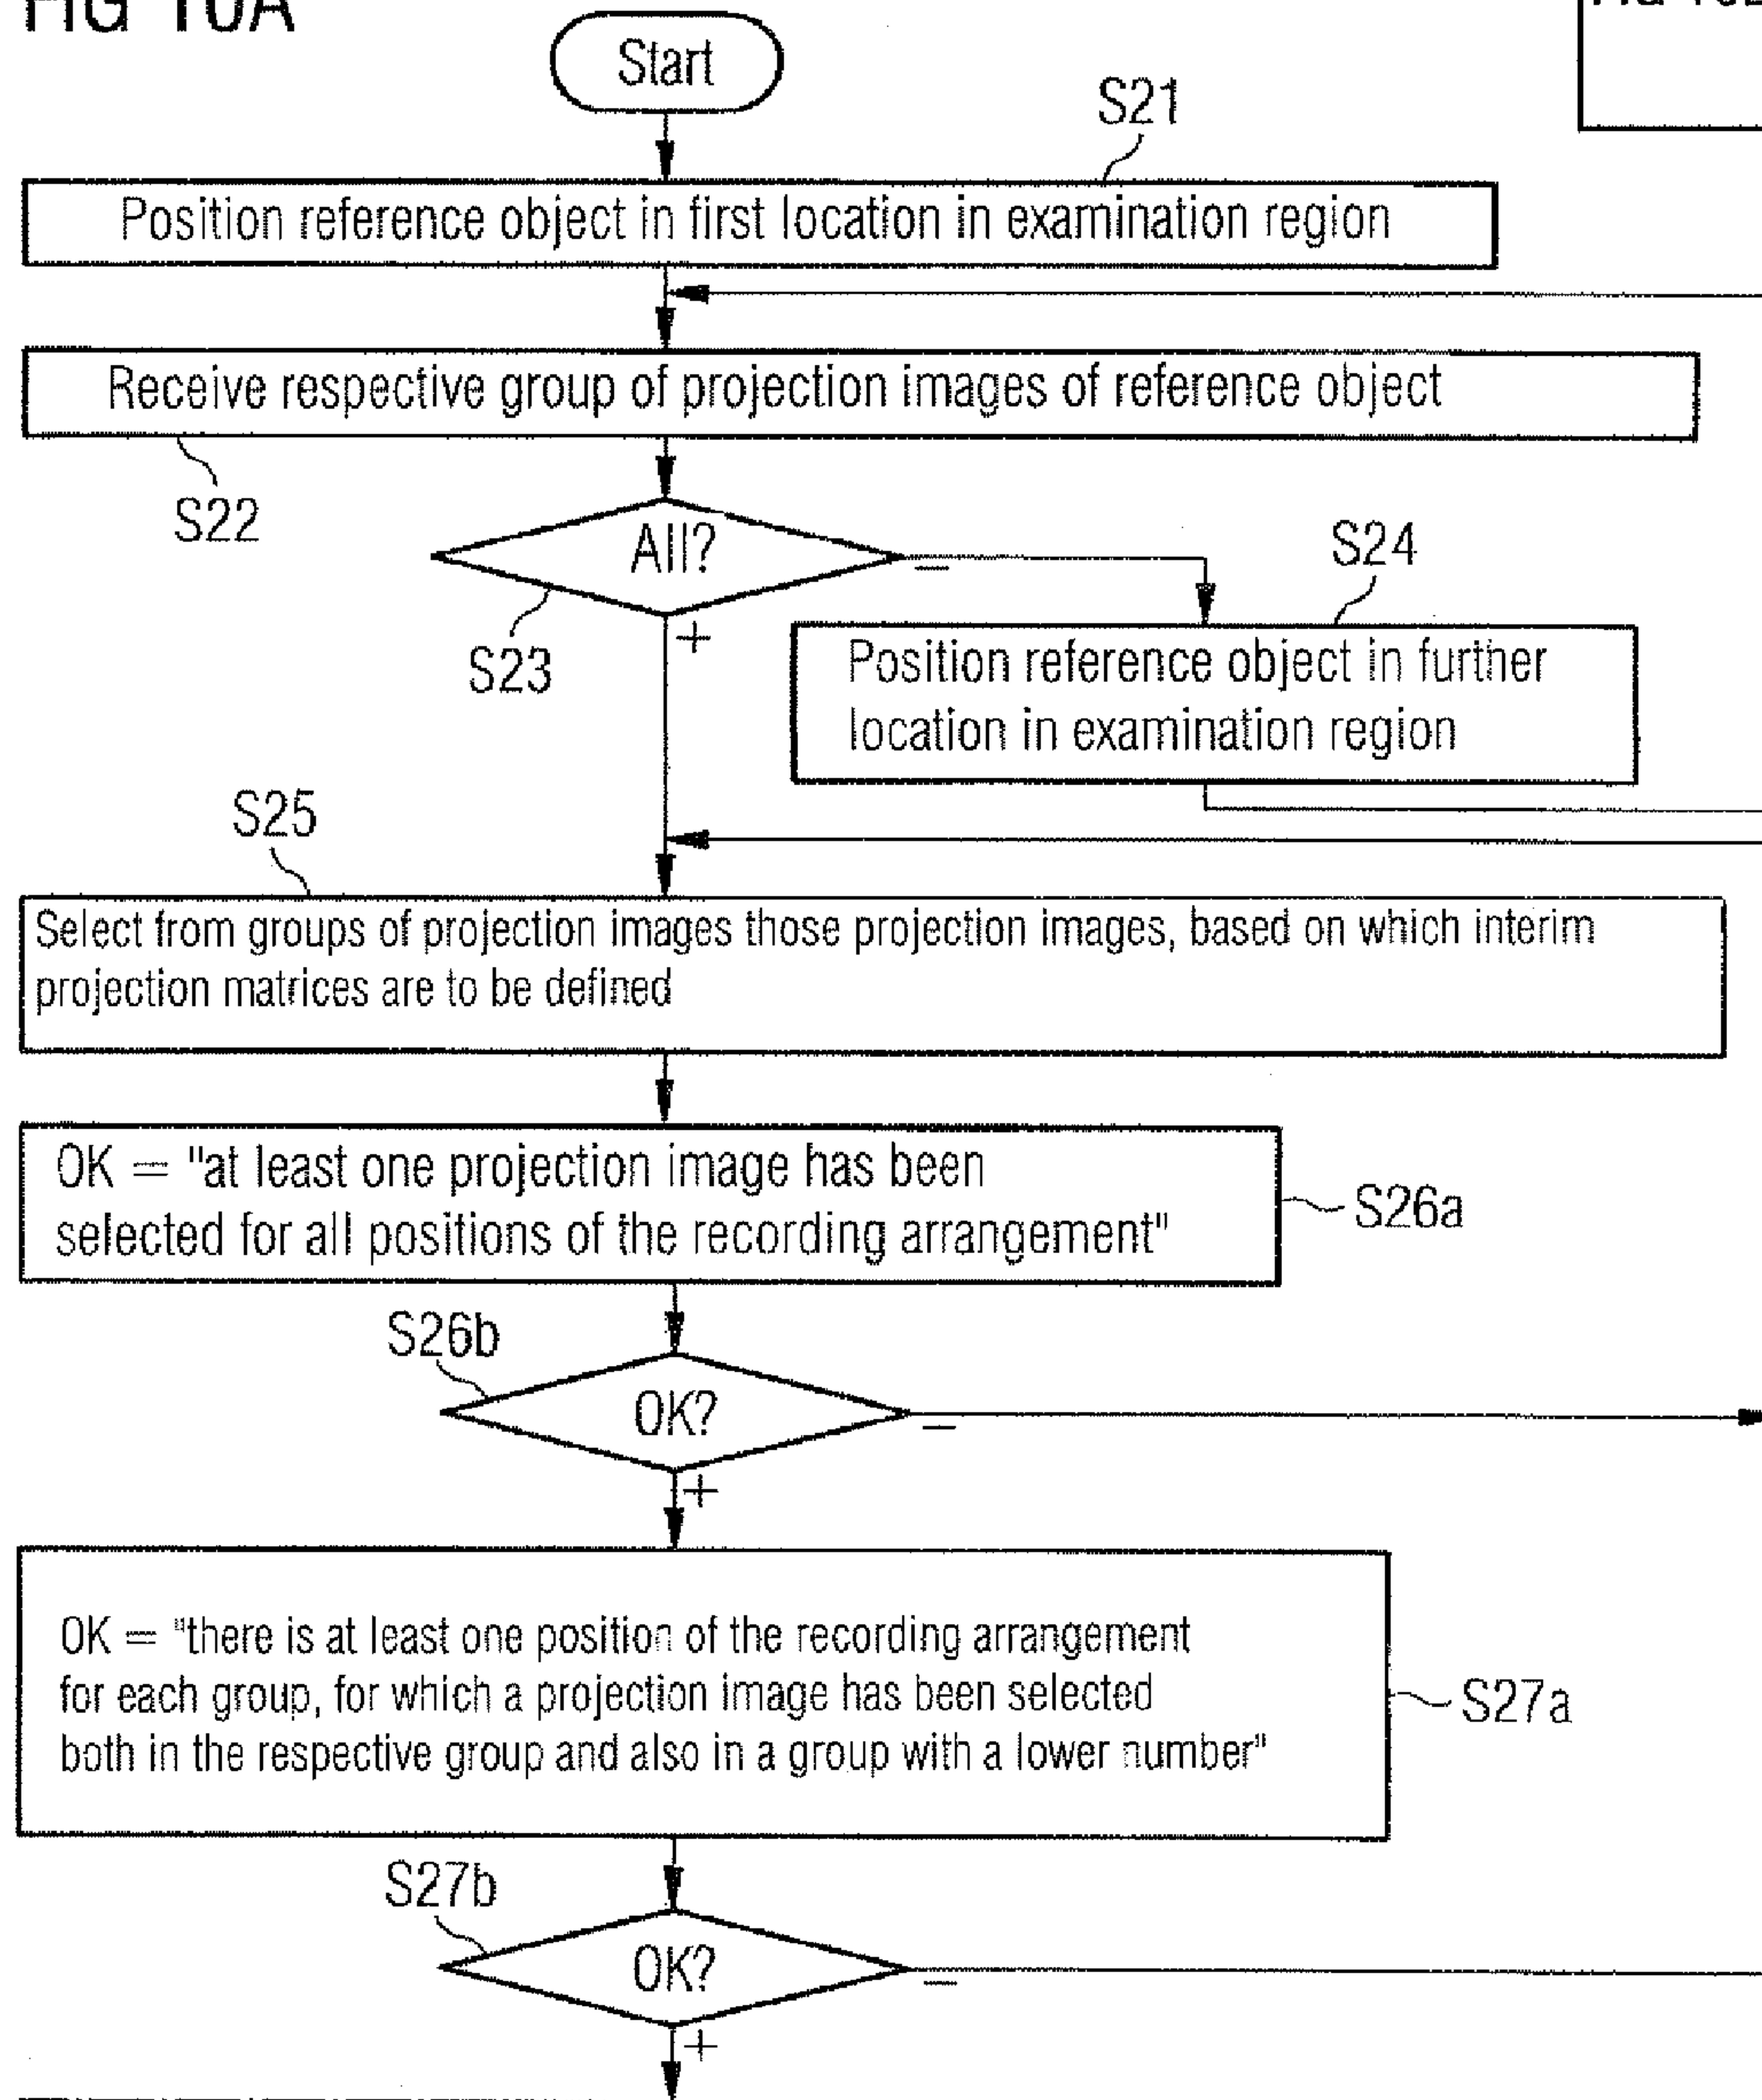 FIG 10A
Start
S21
Position reference object in first location in examination region
Receive respective group of projection images of reference object
S22
All?
−
S24
S23
+
Position reference object in further
location in examination region
S25
Select from groups of projection images those projection images, based on which interim
projection matrices are to be defined
OK = "at least one projection image has been
selected for all positions of the recording arrangement"
S26a
S26b
OK?
−
+
OK = "there is at least one position of the recording arrangement
for each group, for which a projection image has been selected
both in the respective group and also in a group with a lower number"
S27a
S27b
OK?
−
+